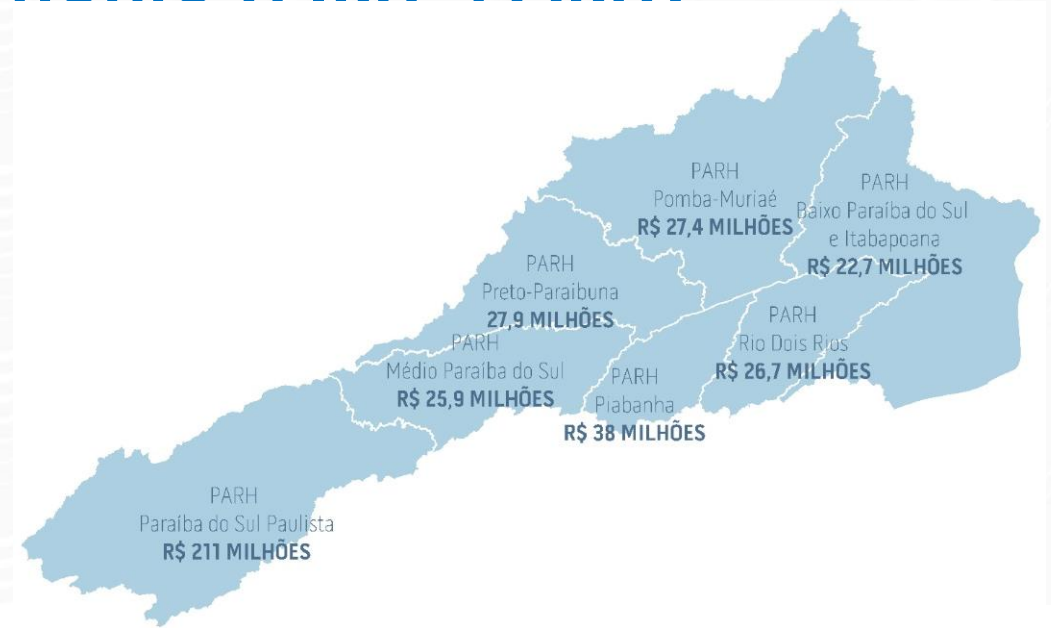 PARH
Pomba-Muriaé
R$ 27,4 MILHÕES
PARH
Baixo Paraíba do Sul
e Itabapoana
R$ 22,7 MILHÕES
PARH
Preto-Paraibuna
27,9 MILHÕES
PARH
Rio Dois Rios
R$ 26,7 MILHÕES
PARH
Médio Paraíba do Sul
R$ 25,9 MILHÕES
PARH
Piabanha
R$ 38 MILHÕES
PARH
Paraíba do Sul Paulista
R$ 211 MILHÕES